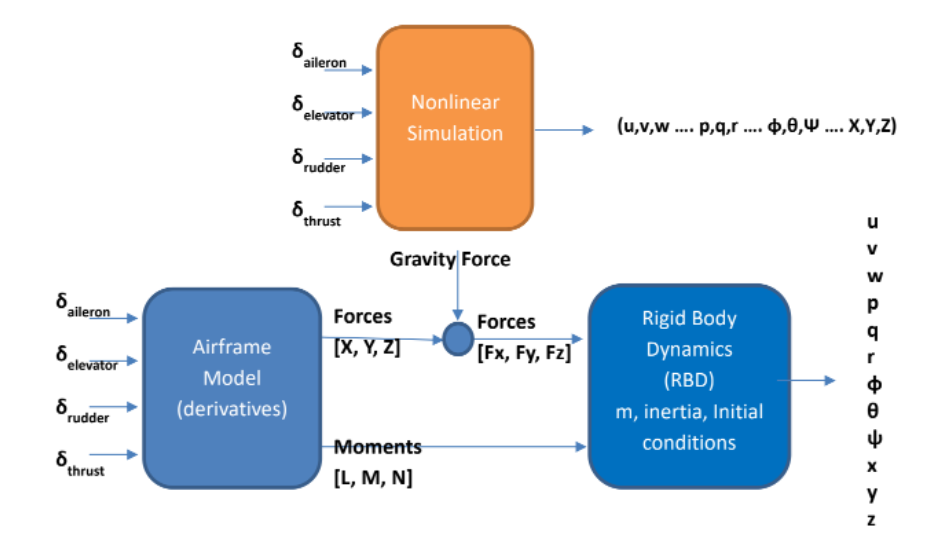 δaileron
δelevator
δrudder
δthrust
Nonlinear
Simulation
(u,v,w .... p,q,r .... ϕ,θ,Ψ .... X,Y,Z)
Gravity Force
δaileron
δelevator
δrudder
δthrust
Airframe
Model
(derivatives)
Forces
[X, Y, Z]
Moments
[L, M, N]
Forces
[Fx, Fy, Fz]
Rigid Body
Dynamics
(RBD)
m, inertia, Initial
conditions
u
v
w
p
q
r
ϕ
θ
ψ
x
y
z